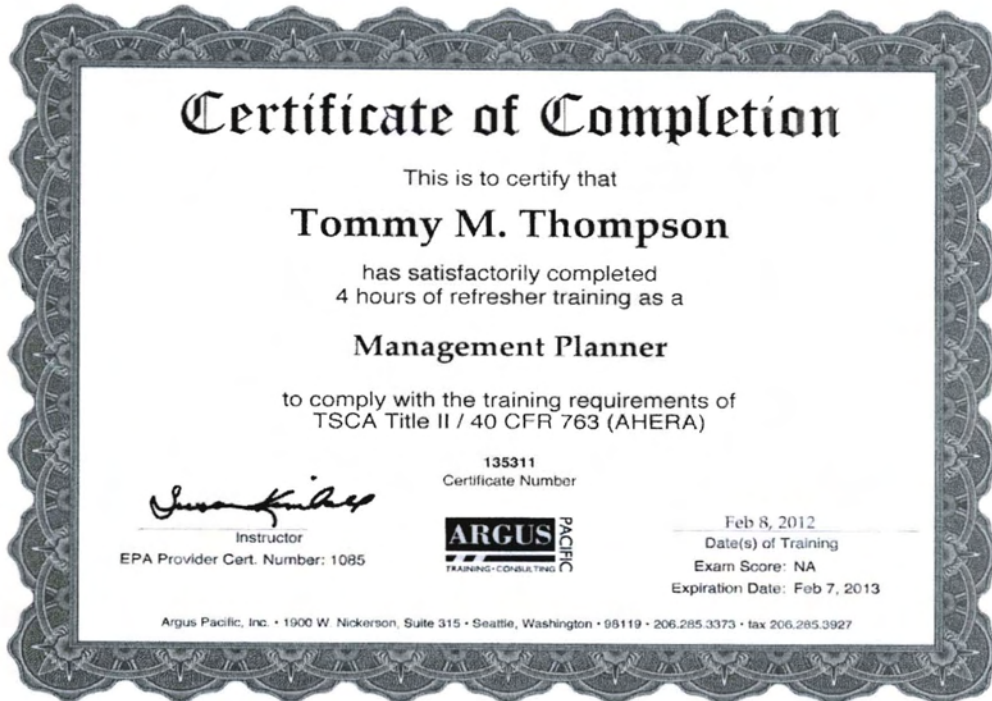 Certificate of Completion
This is to certify that
Tommy M. Thompson
has satisfactorily completed
4 hours of refresher training as a
Management Planner
to comply with the training requirements of
TSCA Title II / 40 CFR 763 (AHERA)
135311
Certificate Number
Susan Kimball
Instructor
EPA Provider Cert. Number: 1085
ARGUS
PACIFIC
TRAINING • CONSULTING
Feb 8, 2012
Date(s) of Training
Exam Score: NA
Expiration Date: Feb 7, 2013
Argus Pacific, Inc. • 1900 W. Nickerson, Suite 315 • Seattle, Washington • 98119 • 206.285.3373 • fax 206.285.3927